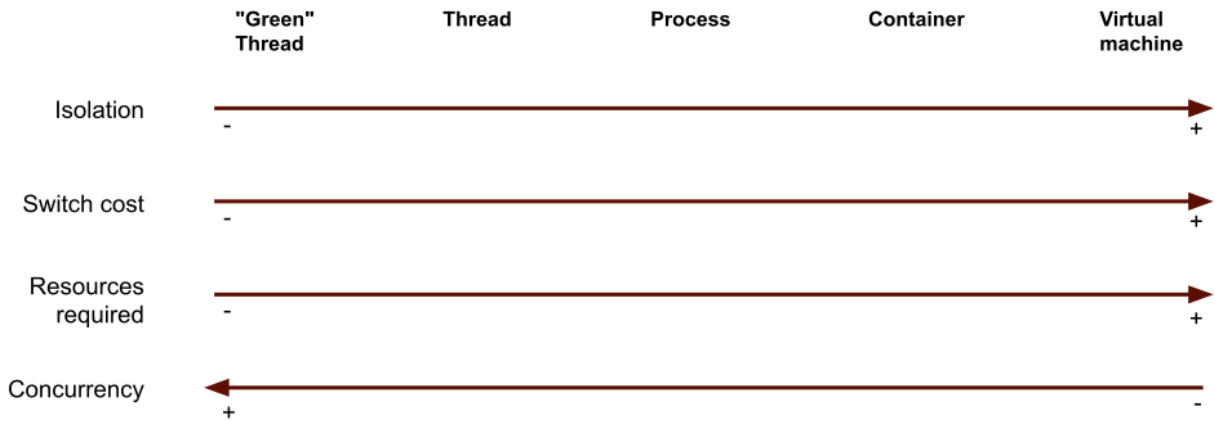 "Green" Thread Process Container Virtual
Thread machine
Isolation
- +
Switch cost
- +
Resources
required
- +
Concurrency
+ -